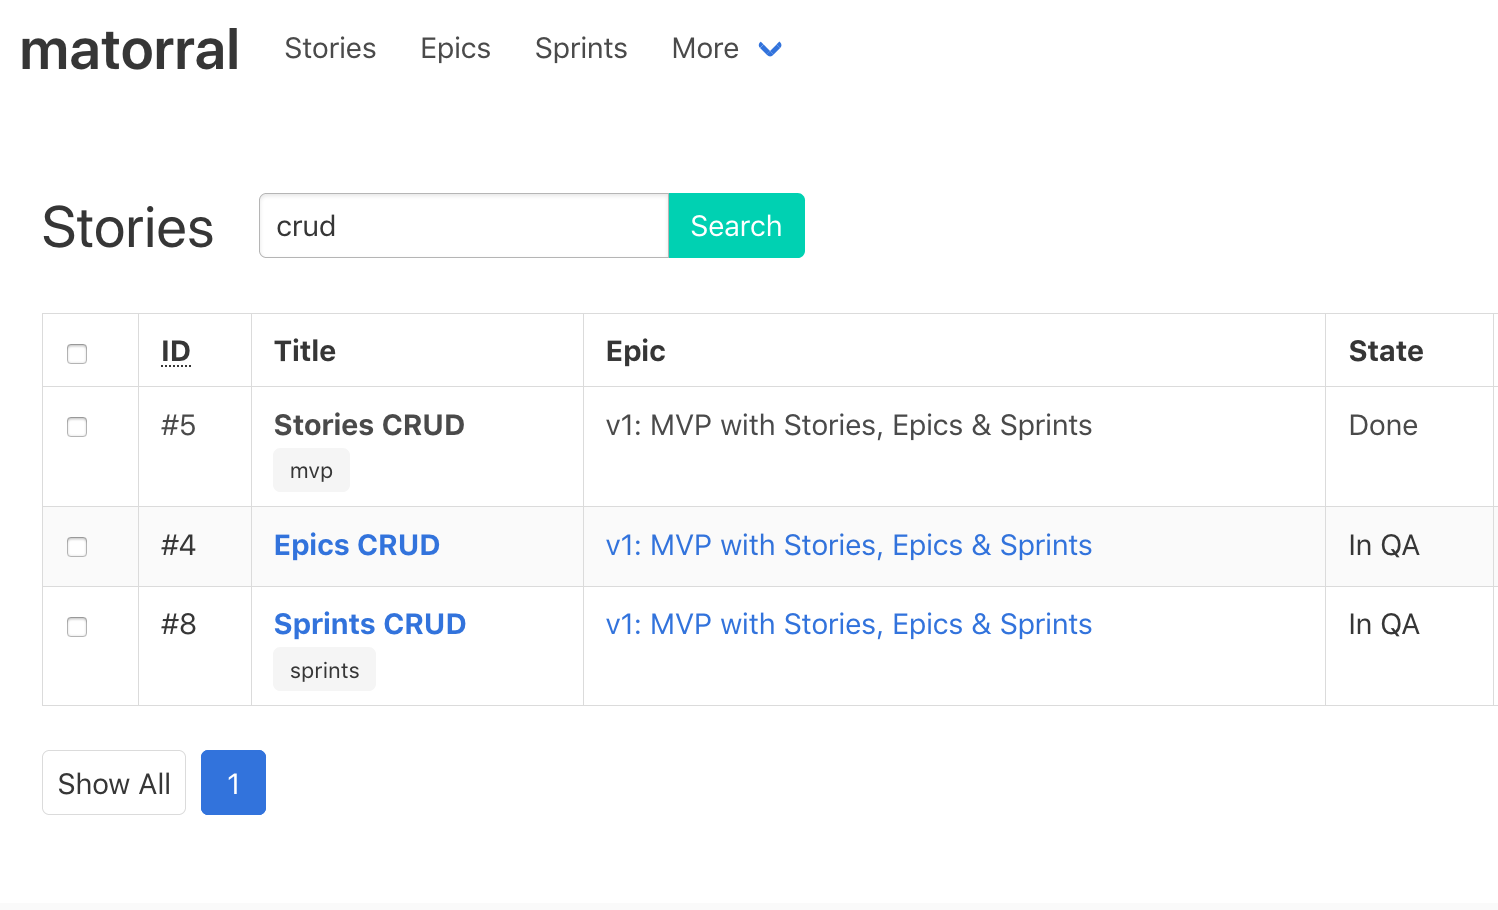 matorral Stories Epics Sprints More
Stories crud Search
ID Title Epic State
#5 Stories CRUD v1: MVP with Stories, Epics & Sprints Done
mvp
#4 Epics CRUD v1: MVP with Stories, Epics & Sprints In QA
#8 Sprints CRUD v1: MVP with Stories, Epics & Sprints In QA
sprints
Show All 1